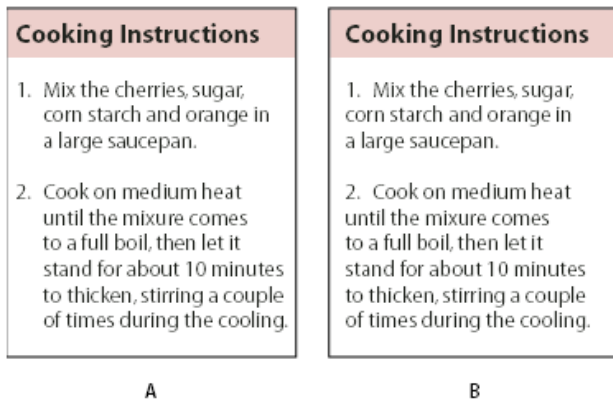 Cooking Instructions
1. Mix the cherries, sugar,
corn starch and orange in
a large saucepan.
2. Cook on medium heat
until the mixure comes
to a full boil, then let it
stand for about 10 minutes
to thicken, stirring a couple
of times during the cooling.
A
Cooking Instructions
1. Mix the cherries, sugar,
corn starch and orange in
a large saucepan.
2. Cook on medium heat
until the mixure comes
to a full boil, then let it
stand for about 10 minutes
to thicken, stirring a couple
of times during the cooling.
B